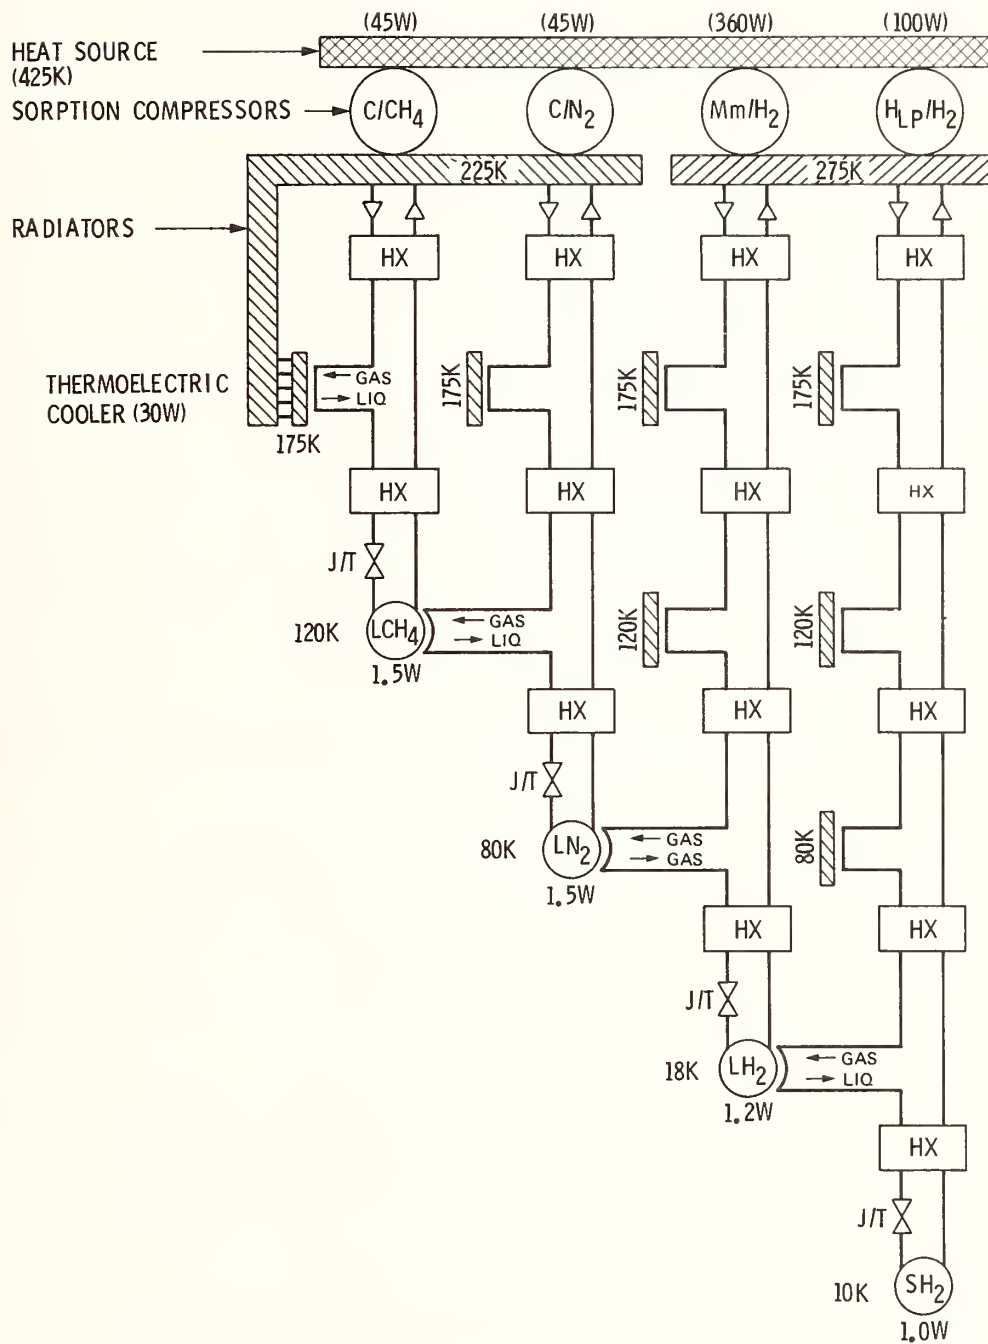 (45W) (45W) (360W) (100W)
HEAT SOURCE
(425K)
SORPTION COMPRESSORS
C/CH4 C/N2 Mm/H2 HLP/H2
225K 275K
RADIATORS
HX HX HX HX
THERMOELECTRIC
COOLER (30W)
GAS
LIQ
175K
175K
175K
175K
HX HX HX HX
J/T
120K
LCH4
1.5W
GAS
LIQ
120K
120K
HX HX HX
J/T
80K
LN2
1.5W
GAS
GAS
80K
HX HX
J/T
18K
LH2
1.2W
GAS
LIQ
HX
J/T
10K
SH2
1.0W